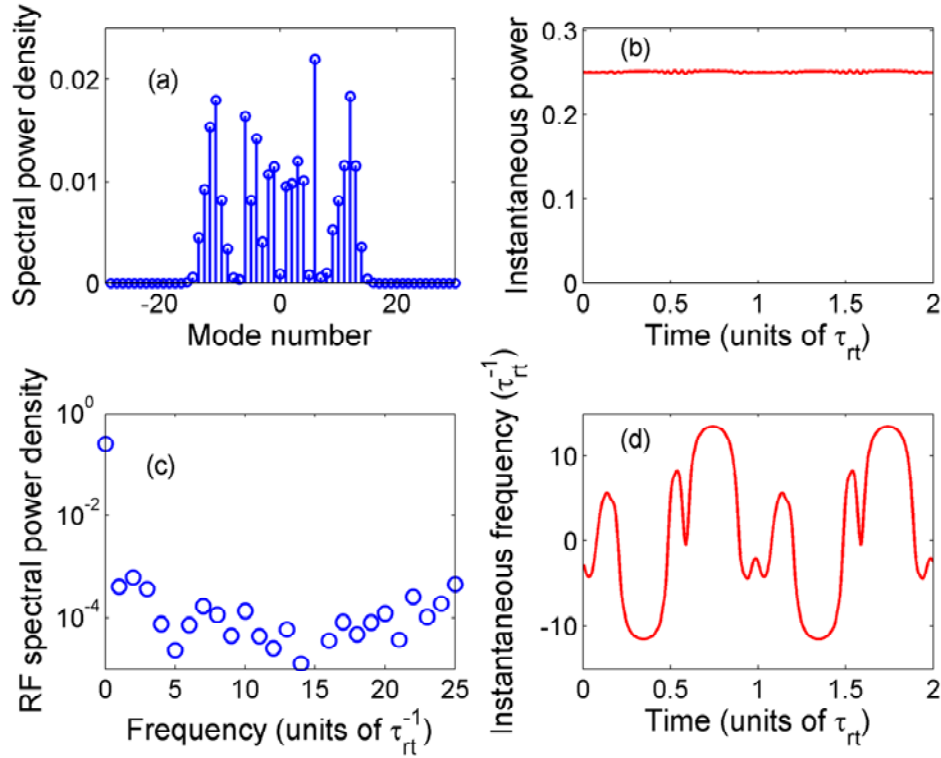 (a)
Spectral power density
0.02
0.01
0
-20
0
20
Mode number
(b)
Instantaneous power
0.3
0.2
0.1
0
0
0.5
1
1.5
2
Time (units of τrt)
(c)
RF spectral power density
10^0
10^-2
10^-4
0
5
10
15
20
25
Frequency (units of τrt^-1)
(d)
Instantaneous frequency (τrt^-1)
10
0
-10
0
0.5
1
1.5
2
Time (units of τrt)